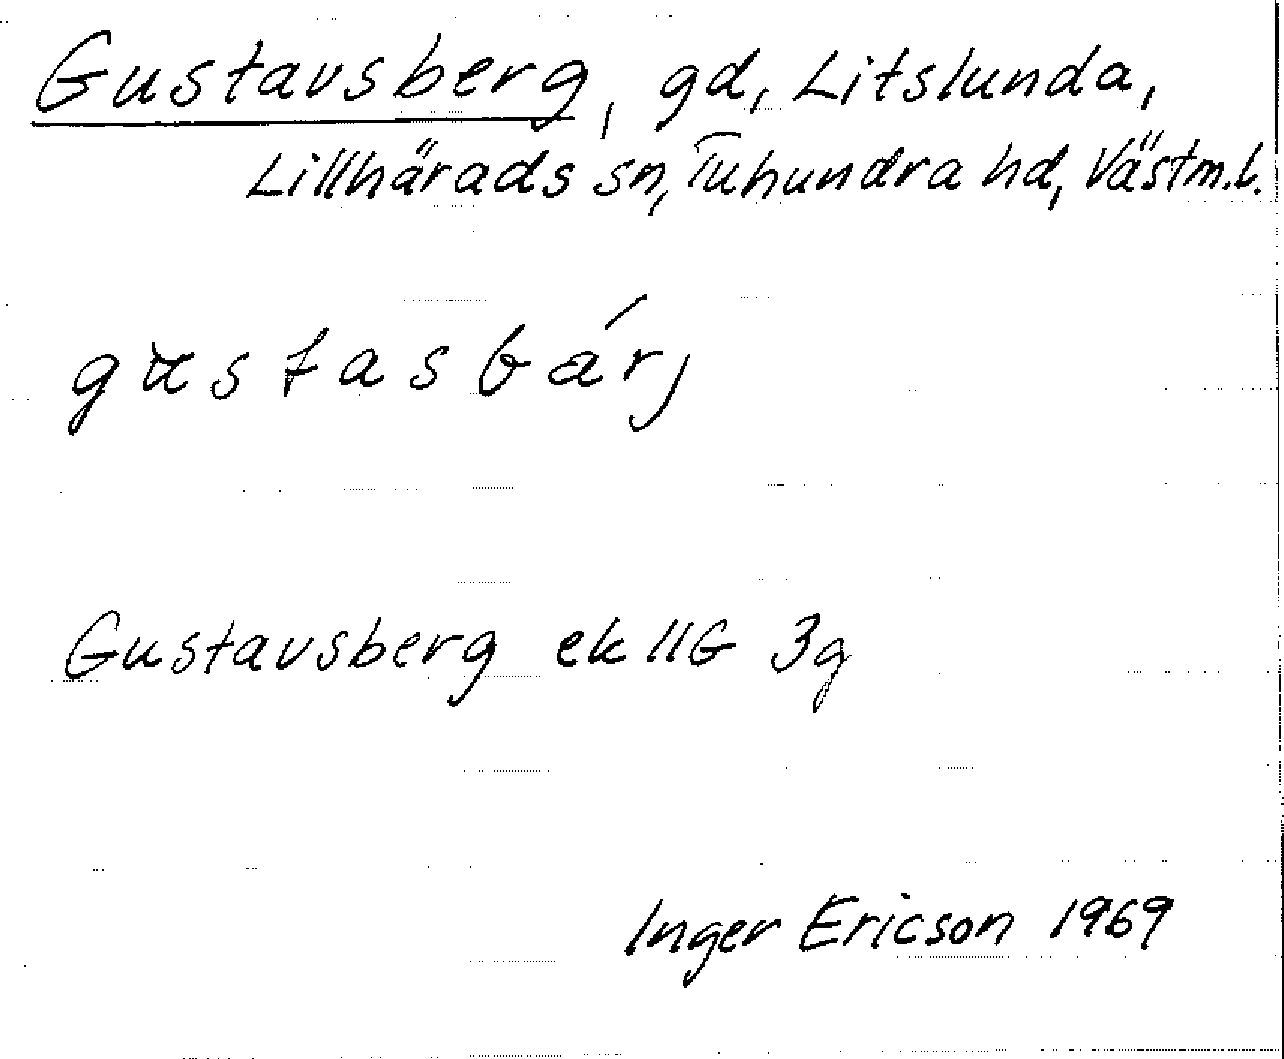 Gustavsberg, gd, Litslunda,
Lillhärads sn, Tuhundra hd, Västm.l.
gustasbárj
Gustavsberg ek 11G 3g
Inger Ericson 1969